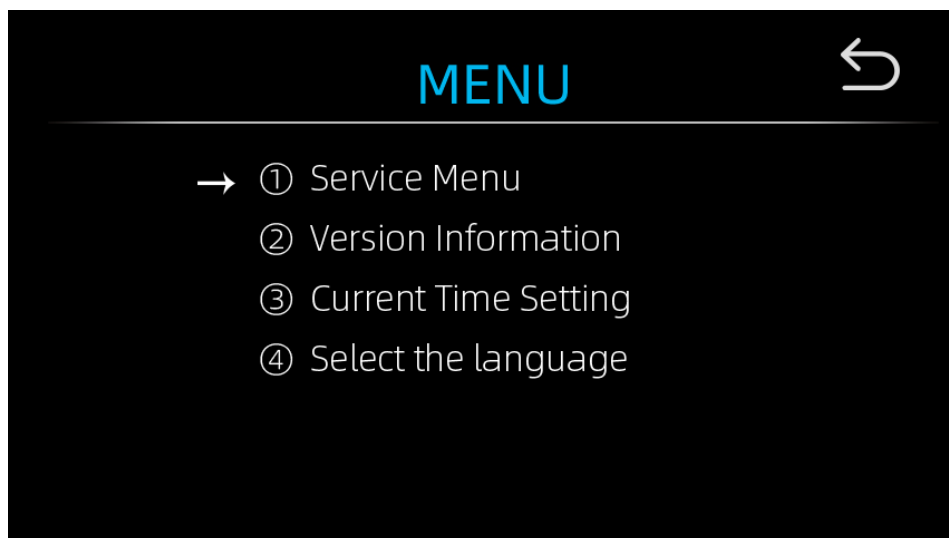 MENU
→ ① Service Menu
② Version Information
③ Current Time Setting
④ Select the language